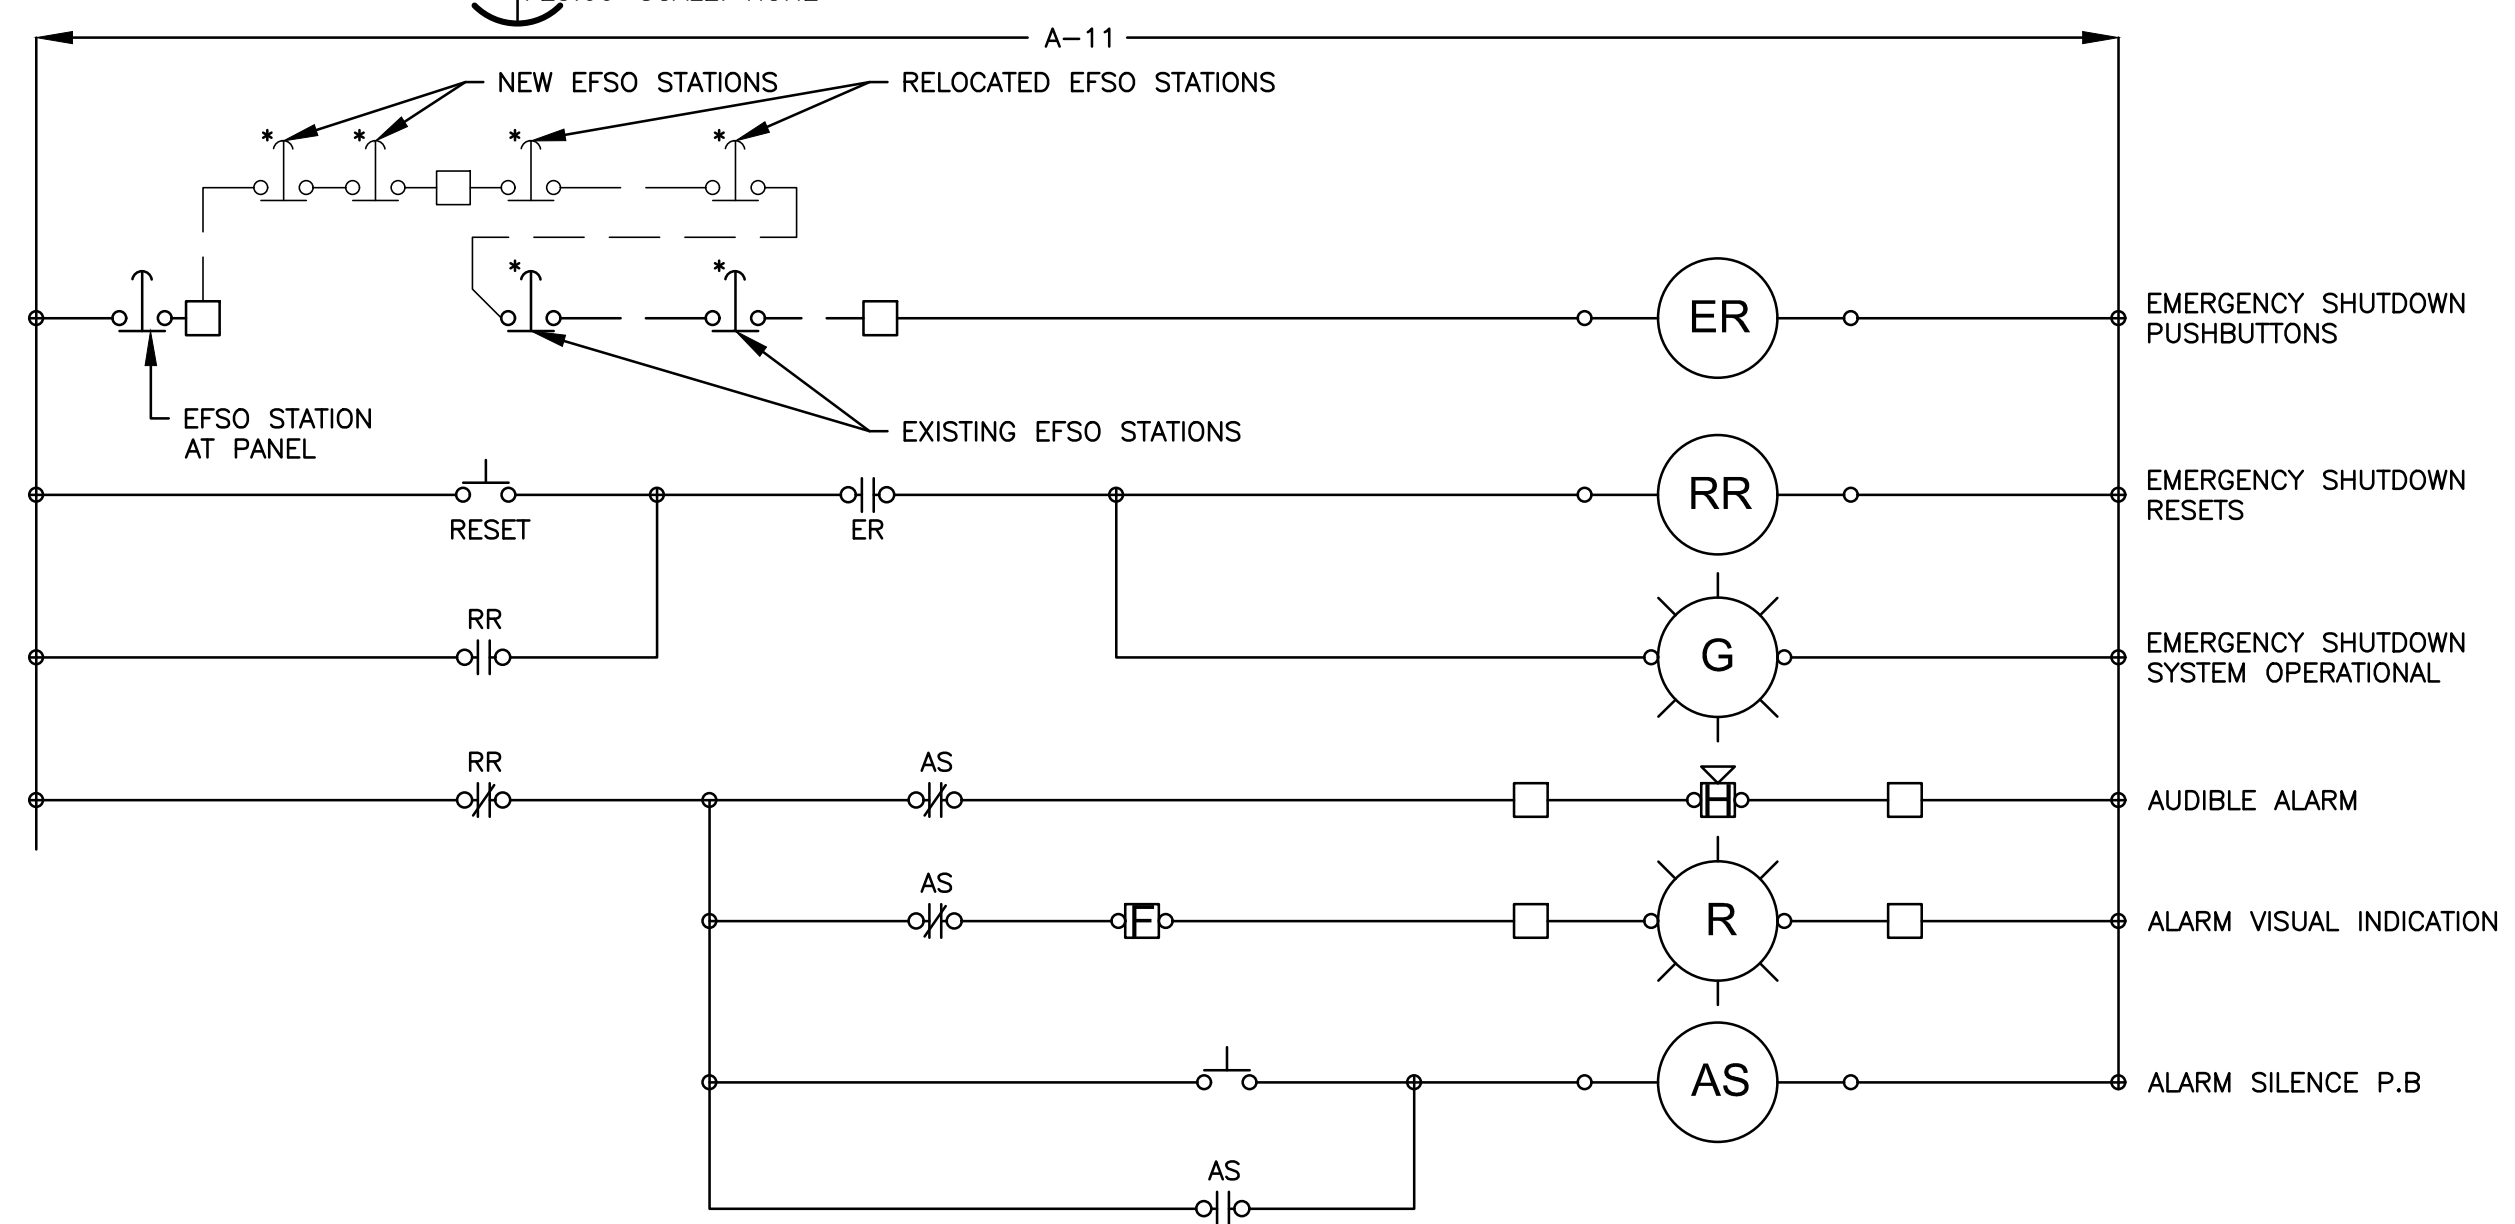 A-11
NEW EFSO STATIONS
RELOCATED EFSO STATIONS
* * * *
* *
ER
EMERGENCY SHUTDOWN
PUSHBUTTONS
EFSO STATION
AT PANEL
EXISTING EFSO STATIONS
RESET
ER
RR
EMERGENCY SHUTDOWN
RESETS
RR
G
EMERGENCY SHUTDOWN
SYSTEM OPERATIONAL
RR
AS
H
AUDIBLE ALARM
AS
F
R
ALARM VISUAL INDICATION
AS
ALARM SILENCE P.B
AS